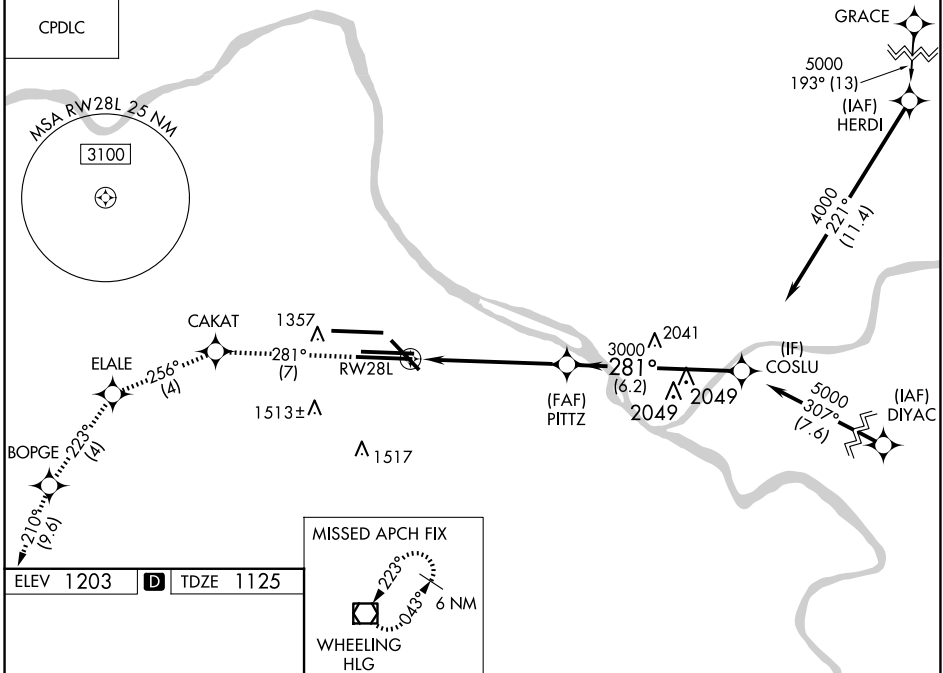 CPDLC
GRACE
5000
193° (13)
(IAF)
HERDI
MSA RW28L 25 NM
3100
4000
221°
(11.4)
CAKAT
1357
281°
(7)
RW28L
3000
281°
(6.2)
2041
(IF)
COSLU
ELALE
256°
(4)
(FAF)
PITTZ
2049
2049
5000
307°
(7.6)
(IAF)
DIYAC
1513±
1517
BOPGE
223°
(4)
210°
(9.6)
ELEV 1203 D TDZE 1125
MISSED APCH FIX
223°
043°
6 NM
WHEELING
HLG